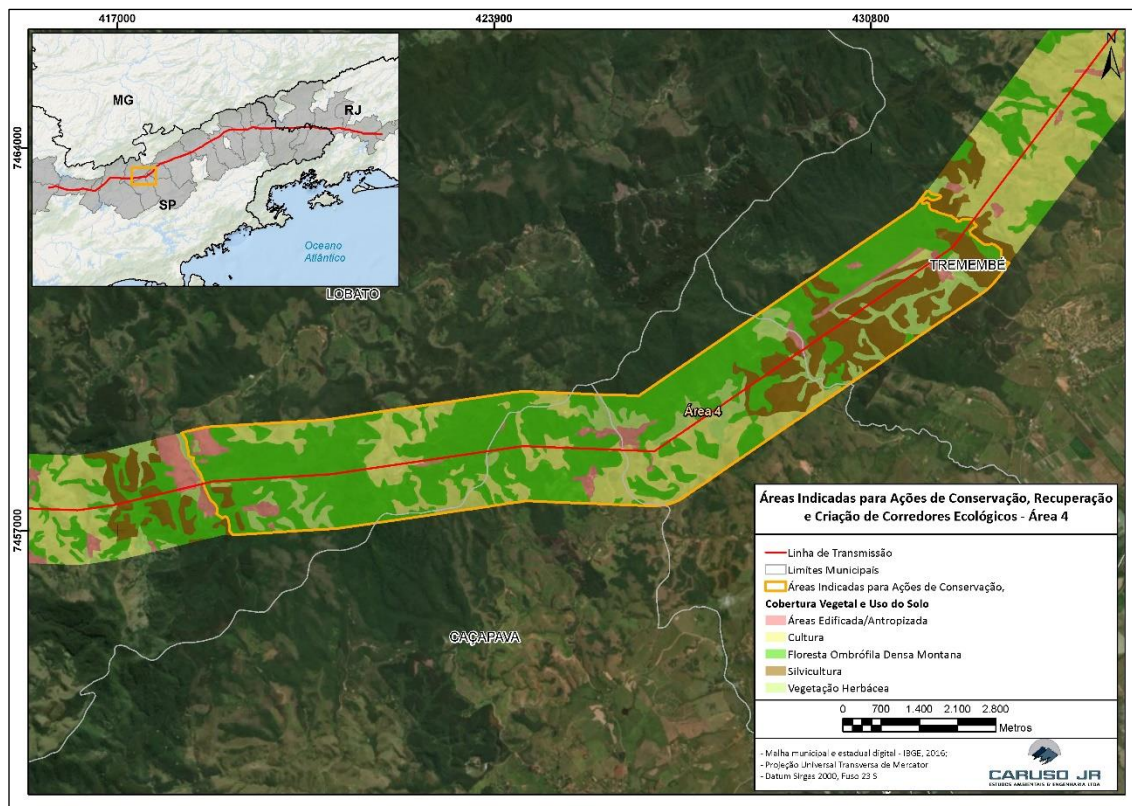 417000
423900
430800
7464000
7457000
N
MG
RJ
SP
Oceano
Atlântico
LOBATO
TREMEMBÉ
Área 4
CAÇAPAVA
Áreas Indicadas para Ações de Conservação, Recuperação
e Criação de Corredores Ecológicos - Área 4
Linha de Transmissão
Limites Municipais
Áreas Indicadas para Ações de Conservação,
Cobertura Vegetal e Uso do Solo
Áreas Edificada/Antropizada
Cultura
Floresta Ombrófila Densa Montana
Silvicultura
Vegetação Herbácea
0 700 1.400 2.100 2.800
Metros
- Malha municipal e estadual digital - IBGE, 2016;
- Projeção Universal Transversa de Mercator
- Datum Sirgas 2000, Fuso 23 S
CARUSO JR
ESTUDOS AMBIENTAIS & ENGENHARIA LTDA